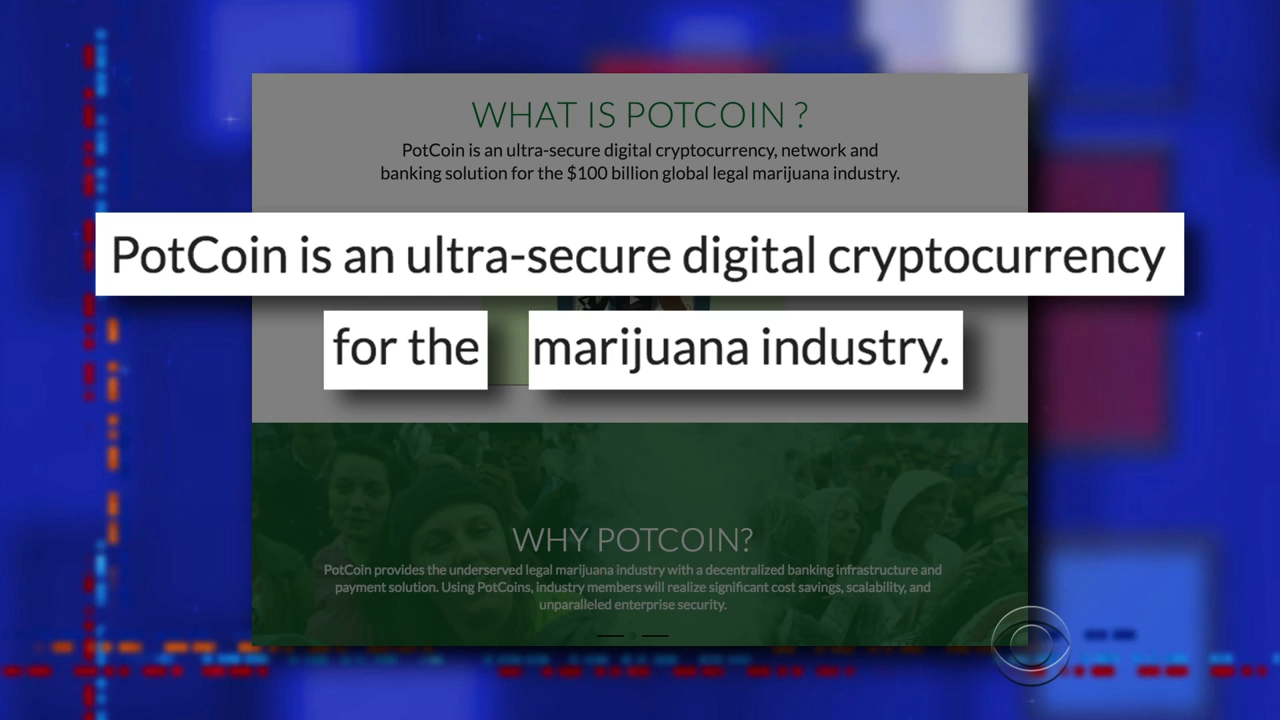 WHAT IS POTCOIN ?
PotCoin is an ultra-secure digital cryptocurrency, network and
banking solution for the $100 billion global legal marijuana industry.
PotCoin is an ultra-secure digital cryptocurrency
for the marijuana industry.
WHY POTCOIN?
PotCoin provides the underserved legal marijuana industry with a decentralized banking infrastructure and
payment solution. Using PotCoins, industry members will realize significant cost savings, scalability, and
unparalleled enterprise security.